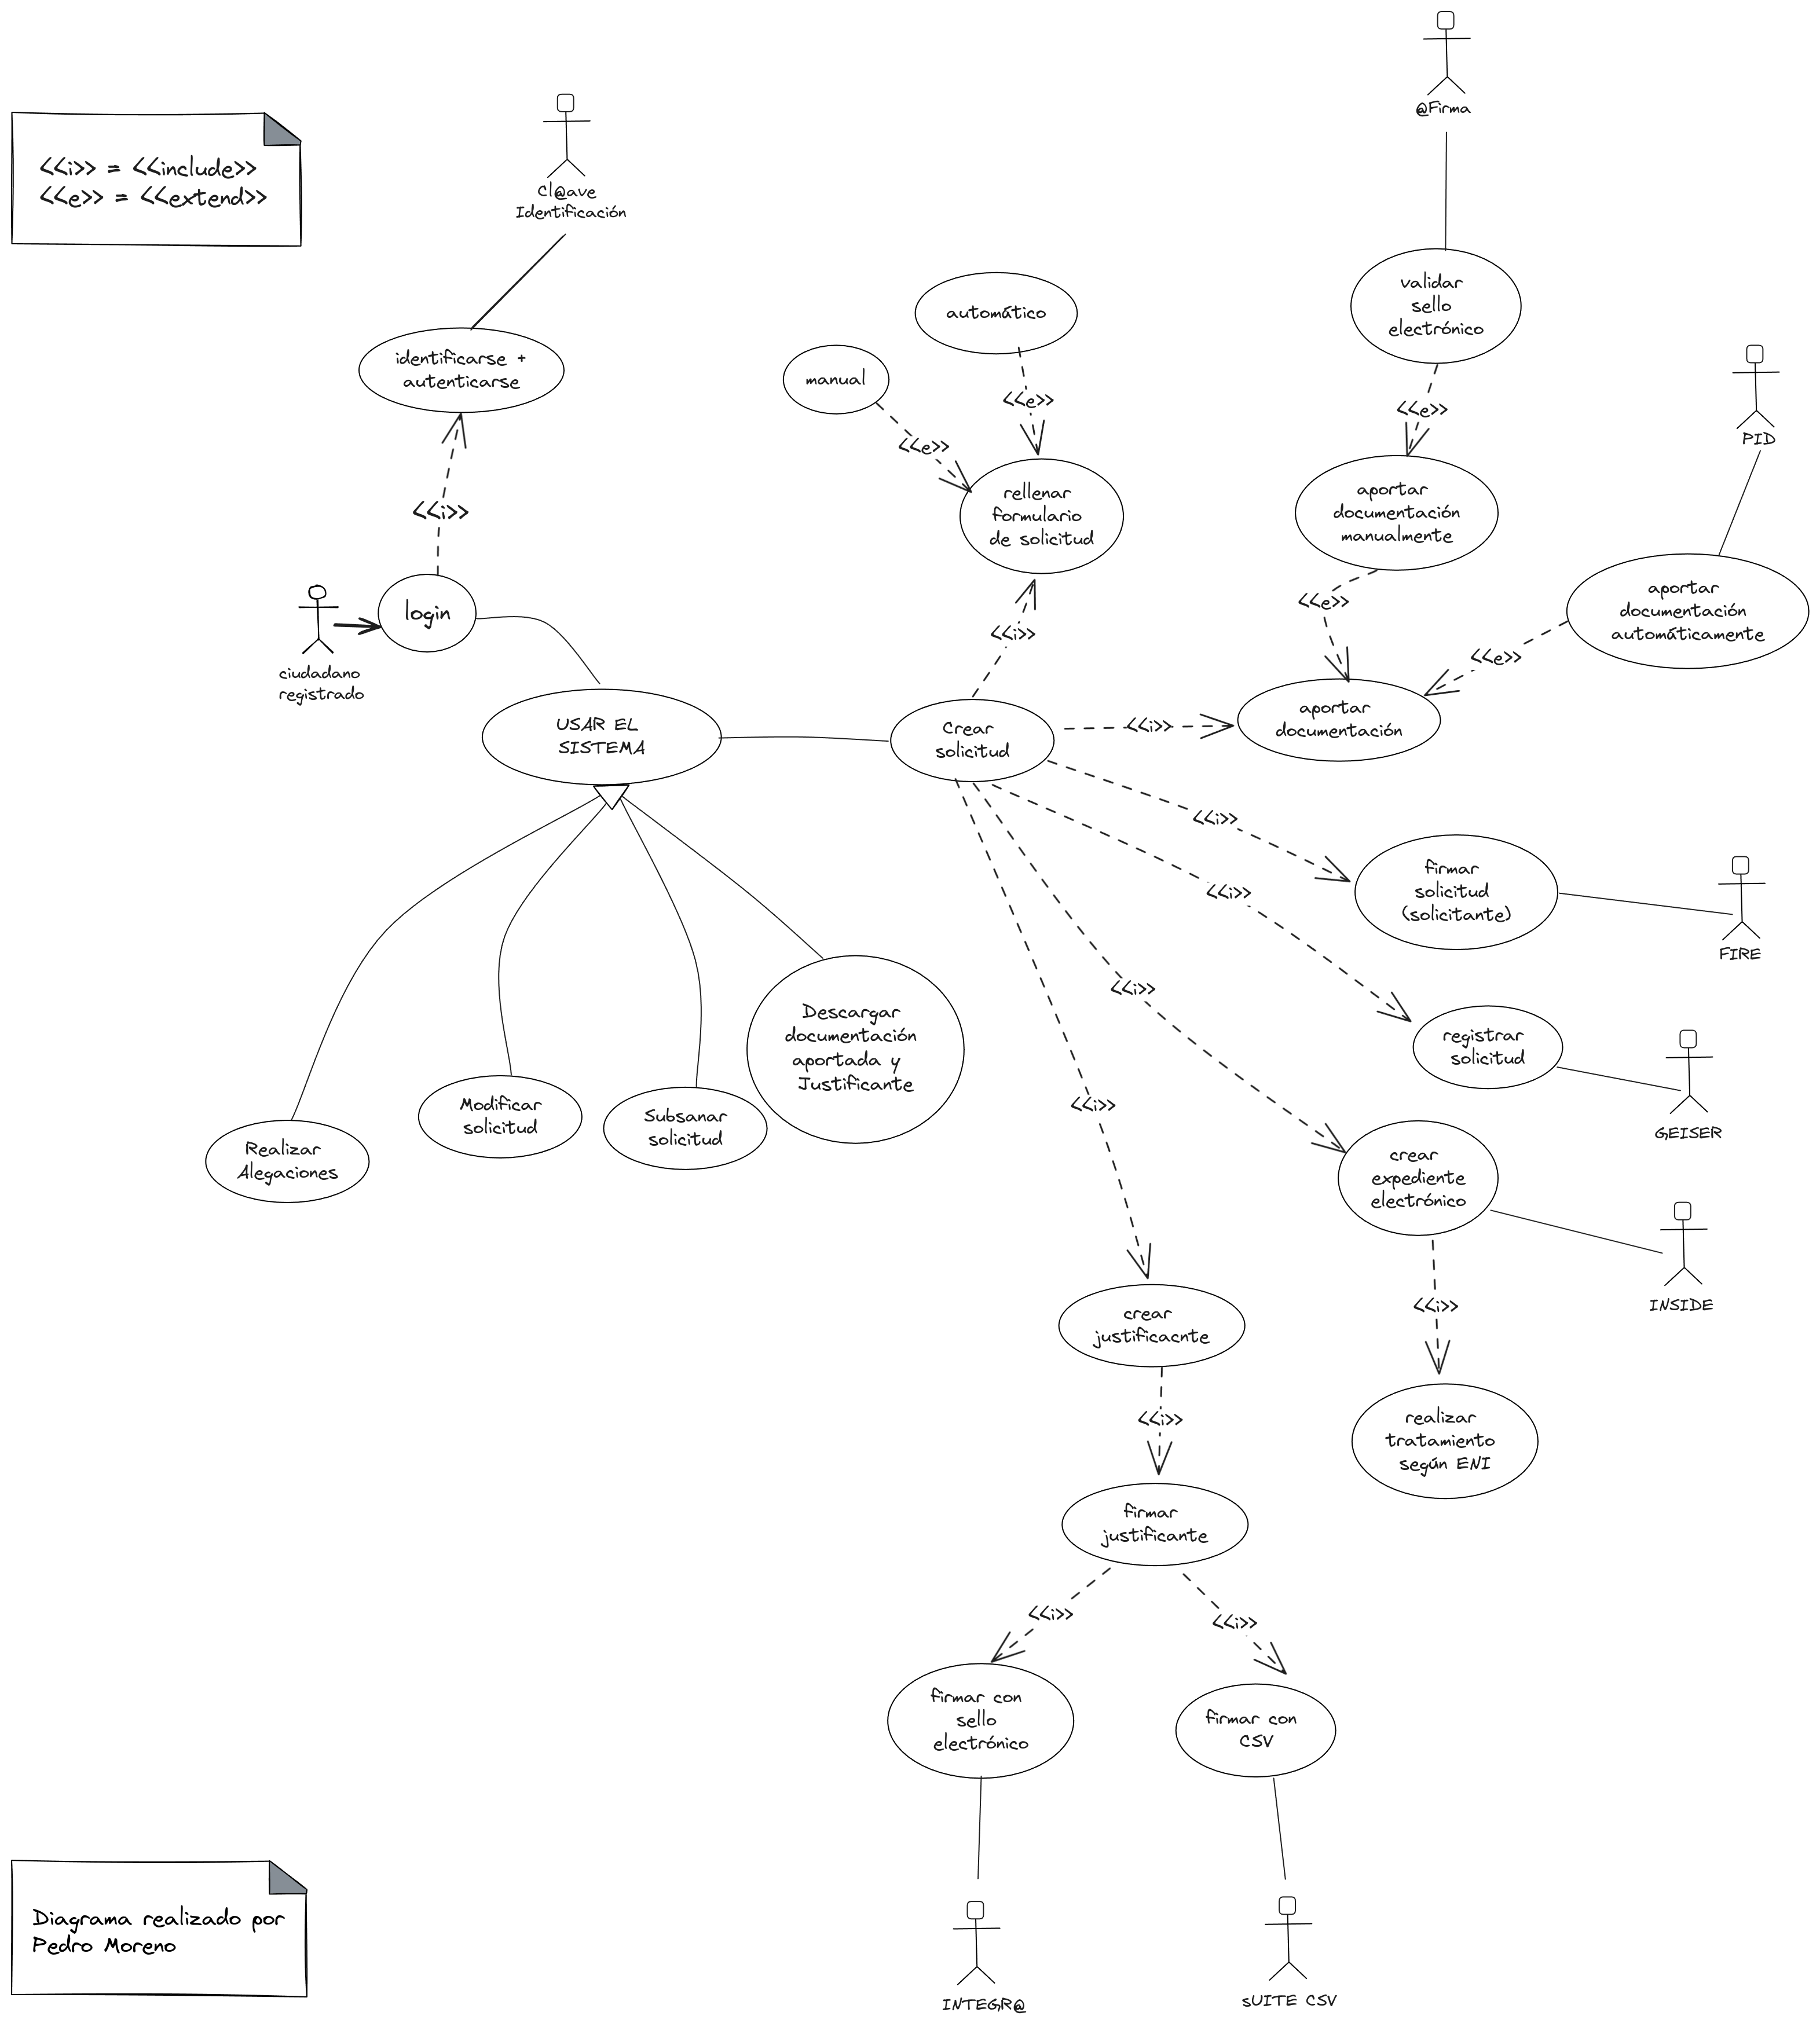 @Firma
<<i>> = <<include>>
<<e>> = <<extend>>
Cl@ave
Identificación
validar
sello
electrónico
automático
identificarse +
autenticarse
manual
<<e>>
<<e>>
<<e>>
PID
<<i>>
rellenar
formulario
de solicitud
aportar
documentación
manualmente
login
ciudadano
registrado
<<i>>
<<e>>
aportar
documentación
automáticamente
<<e>>
USAR EL
SISTEMA
Crear
solicitud
<<i>>
aportar
documentación
<<i>>
firmar
solicitud
(solicitante)
FIRE
<<i>>
<<i>>
Descargar
documentación
aportada y
Justificante
registrar
solicitud
GEISER
Modificar
solicitud
Subsanar
solicitud
Realizar
Alegaciones
<<i>>
crear
expediente
electrónico
INSIDE
<<i>>
crear
justificacnte
<<i>>
realizar
tratamiento
según ENI
firmar
justificante
<<i>>
<<i>>
firmar con
sello
electrónico
firmar con
CSV
INTEGR@
sUITE CSV
Diagrama realizado por
Pedro Moreno